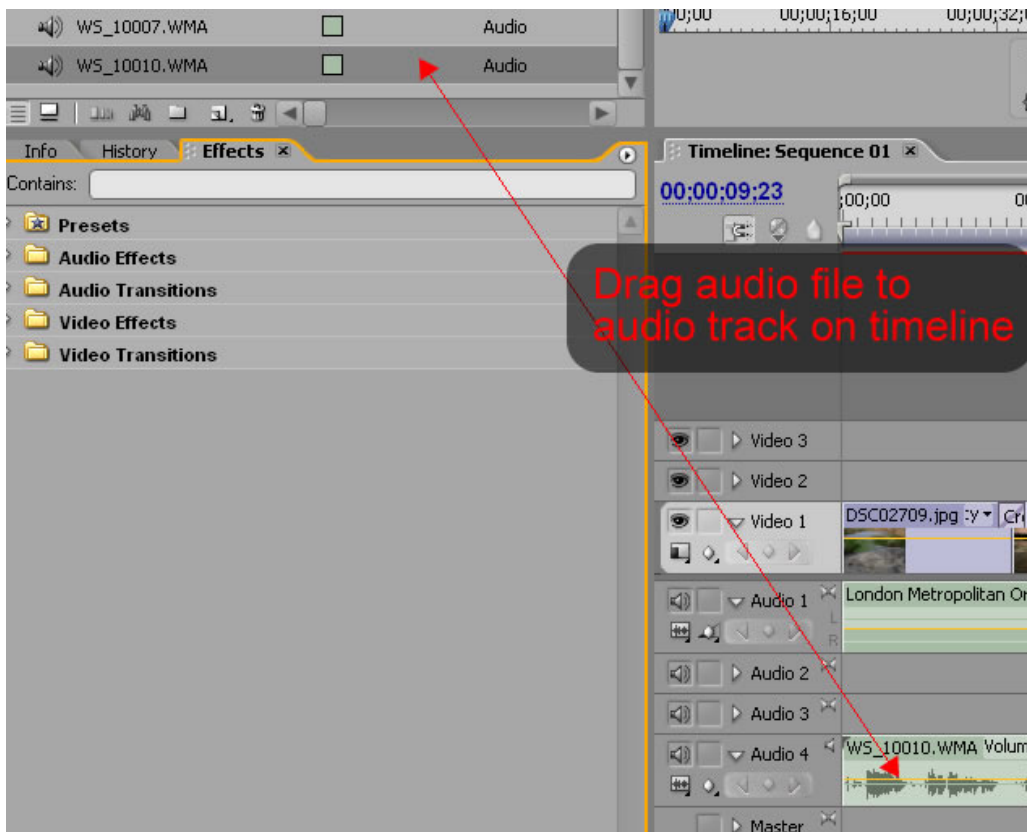 WS_10007.WMA Audio
WS_10010.WMA Audio
Info History Effects
Contains:
Presets
Audio Effects
Audio Transitions
Video Effects
Video Transitions
00;00;16;00 00;00;32;
Timeline: Sequence 01
00;00;09;23 ;00;00
Drag audio file to
audio track on timeline
Video 3
Video 2
Video 1 DSC02709.jpg
Audio 1 London Metropolitan
L
R
Audio 2
Audio 3
Audio 4 WS_10010.WMA
Master